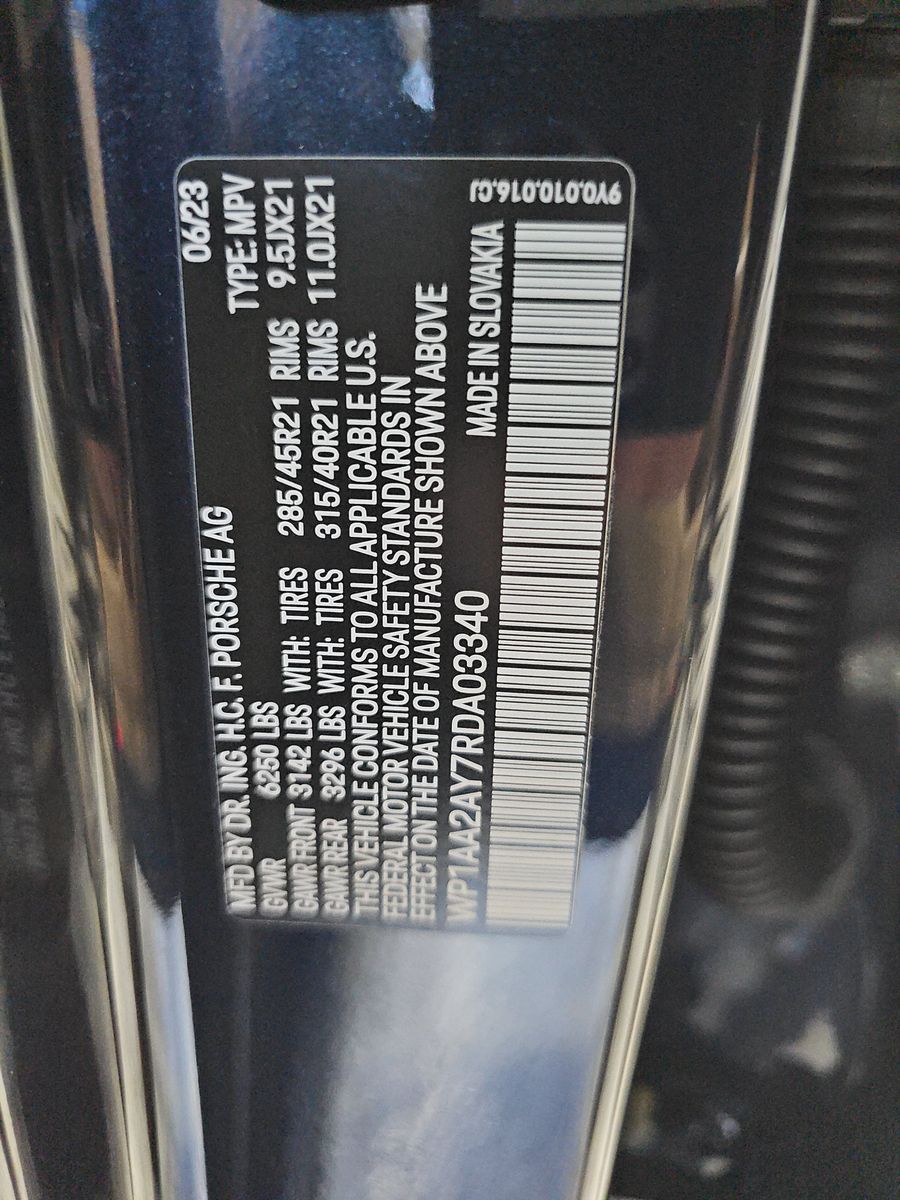 MFD BY DR. ING. H.C. F. PORSCHE AG 06/23
GVWR 6250 LBS TYPE: MPV
GAWR FRONT 3142 LBS WITH: TIRES 285/45R21 RIMS 9.5JX21
GAWR REAR 3296 LBS WITH: TIRES 315/40R21 RIMS 11.0JX21
THIS VEHICLE CONFORMS TO ALL APPLICABLE U.S.
FEDERAL MOTOR VEHICLE SAFETY STANDARDS IN
EFFECT ON THE DATE OF MANUFACTURE SHOWN ABOVE
WP1AA2AY7RDA03340 MADE IN SLOVAKIA
9Y0.010.016.CJ